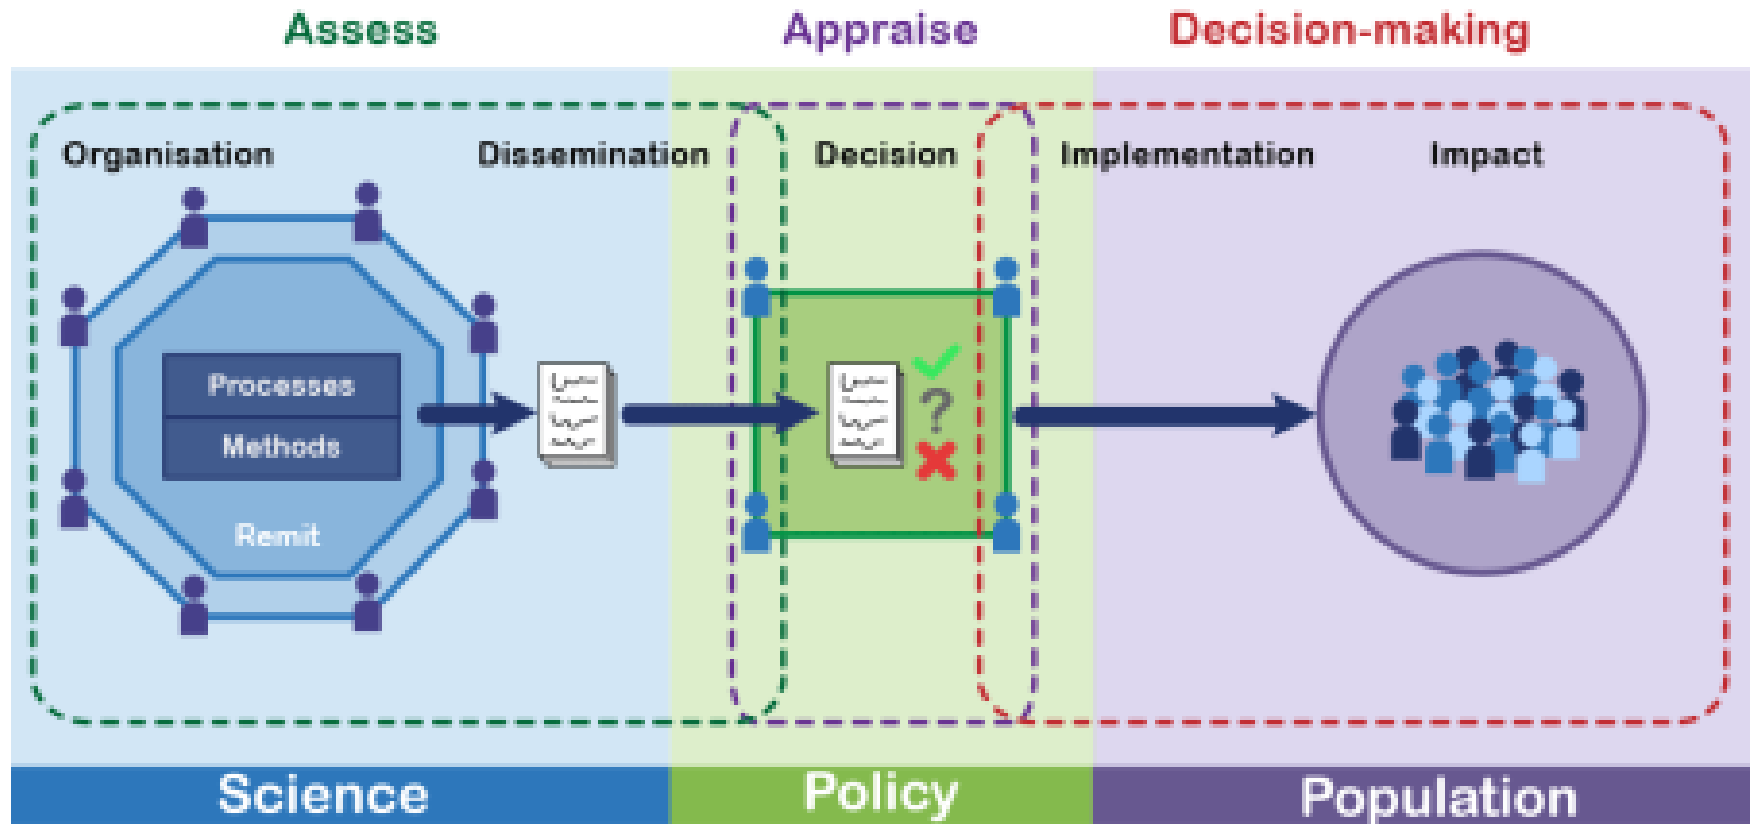 Assess Appraise Decision-making
Organisation Dissemination Decision Implementation Impact
Processes
Methods
?
Remit
Science Policy Population